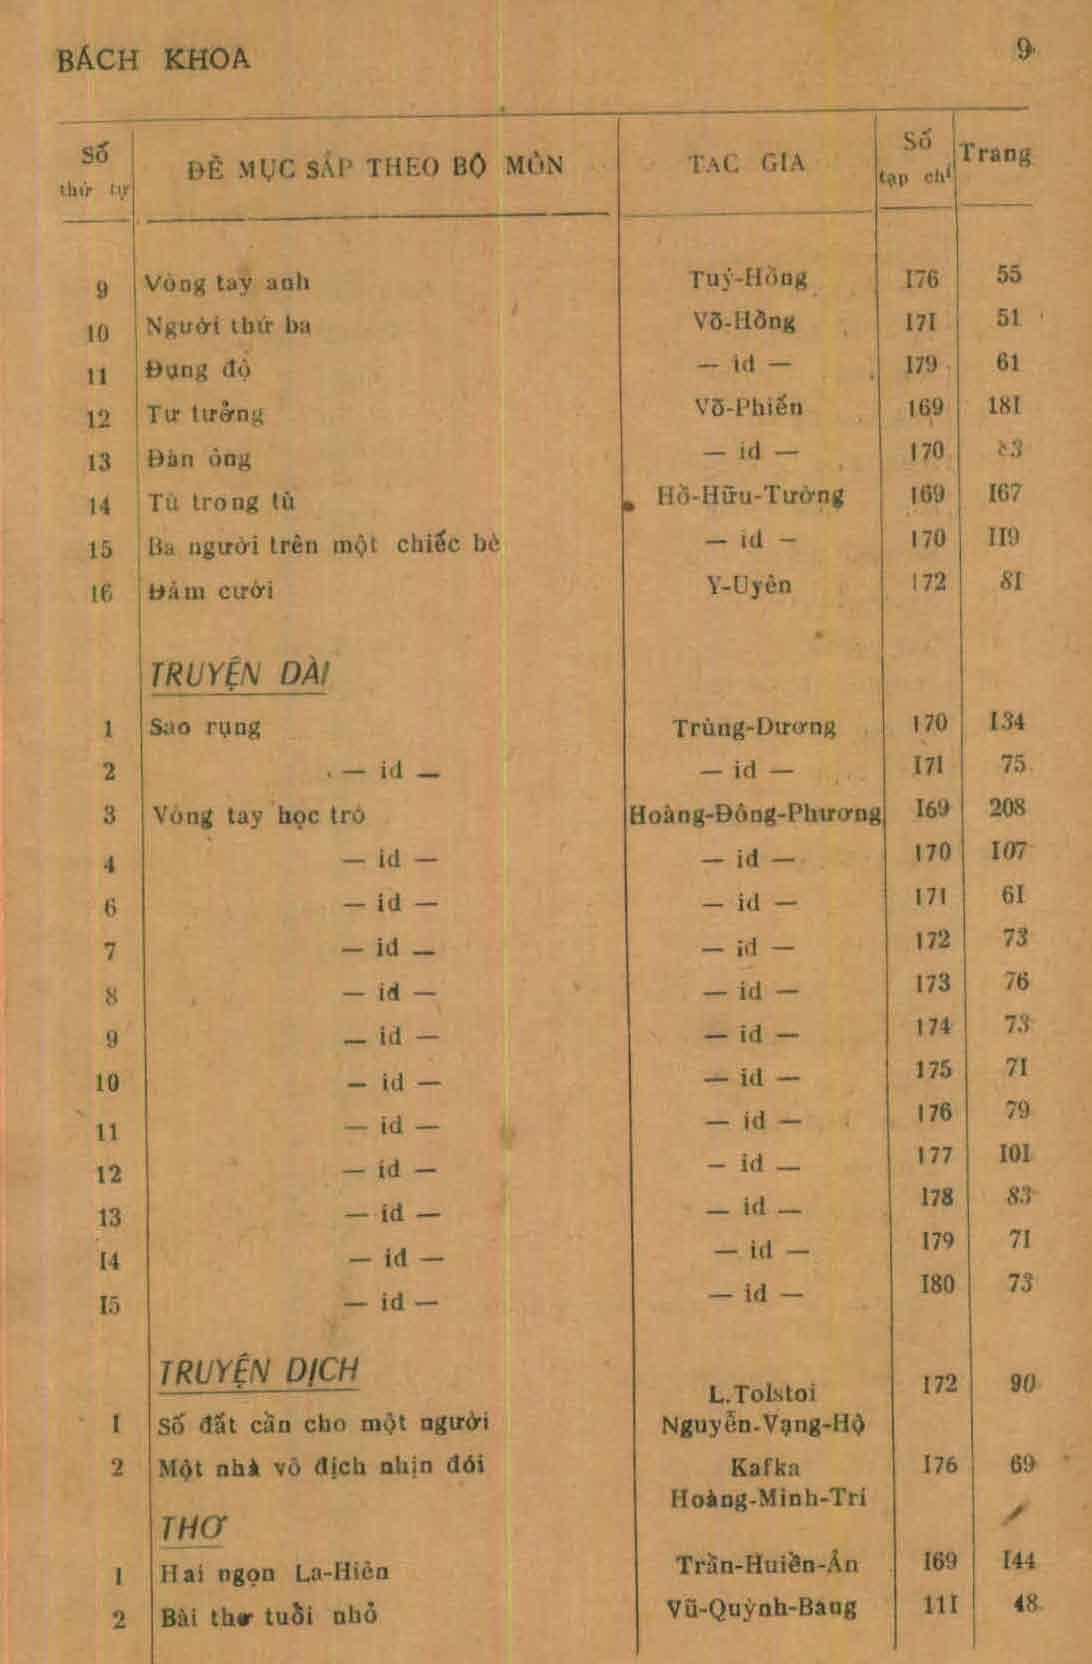 BÁCH KHOA 9
Số thứ tự ĐỀ MỤC SẮP THEO BỘ MÔN TÁC GIẢ Số tạp chí Trang
9 Vòng tay anh Tuý-Hồng 176 55
10 Người thứ ba Võ-Hồng 171 51
11 Đụng độ — id — 179 61
12 Tư tưởng Võ-Phiến 169 181
13 Đàn ông — id — 170 83
14 Tù trong tù Hồ-Hữu-Tường 169 167
15 Ba người trên một chiếc bè — id — 170 119
16 Đám cưới Y-Uyên 172 81
TRUYỆN DÀI
1 Sao rụng Trùng-Dương 170 134
2 — id — — id — 171 75
3 Vòng tay học trò Hoàng-Đông-Phương 169 208
4 — id — — id — 170 107
6 — id — — id — 171 61
7 — id — — id — 172 73
8 — id — — id — 173 76
9 — id — — id — 174 73
10 — id — — id — 175 71
11 — id — — id — 176 79
12 — id — — id — 177 101
13 — id — — id — 178 83
14 — id — — id — 179 71
15 — id — — id — 180 73
TRUYỆN DỊCH
L.Tolstoi 172 90
1 Số đất cần cho một người Nguyễn-Vạng-Hộ
2 Một nhà vô địch nhịn đói Kafka 176 69
Hoàng-Minh-Trí
THƠ
1 Hai ngọn La-Hiên Trần-Huiền-Ân 169 144
2 Bài thơ tuổi nhỏ Vũ-Quỳnh-Bang 111 48